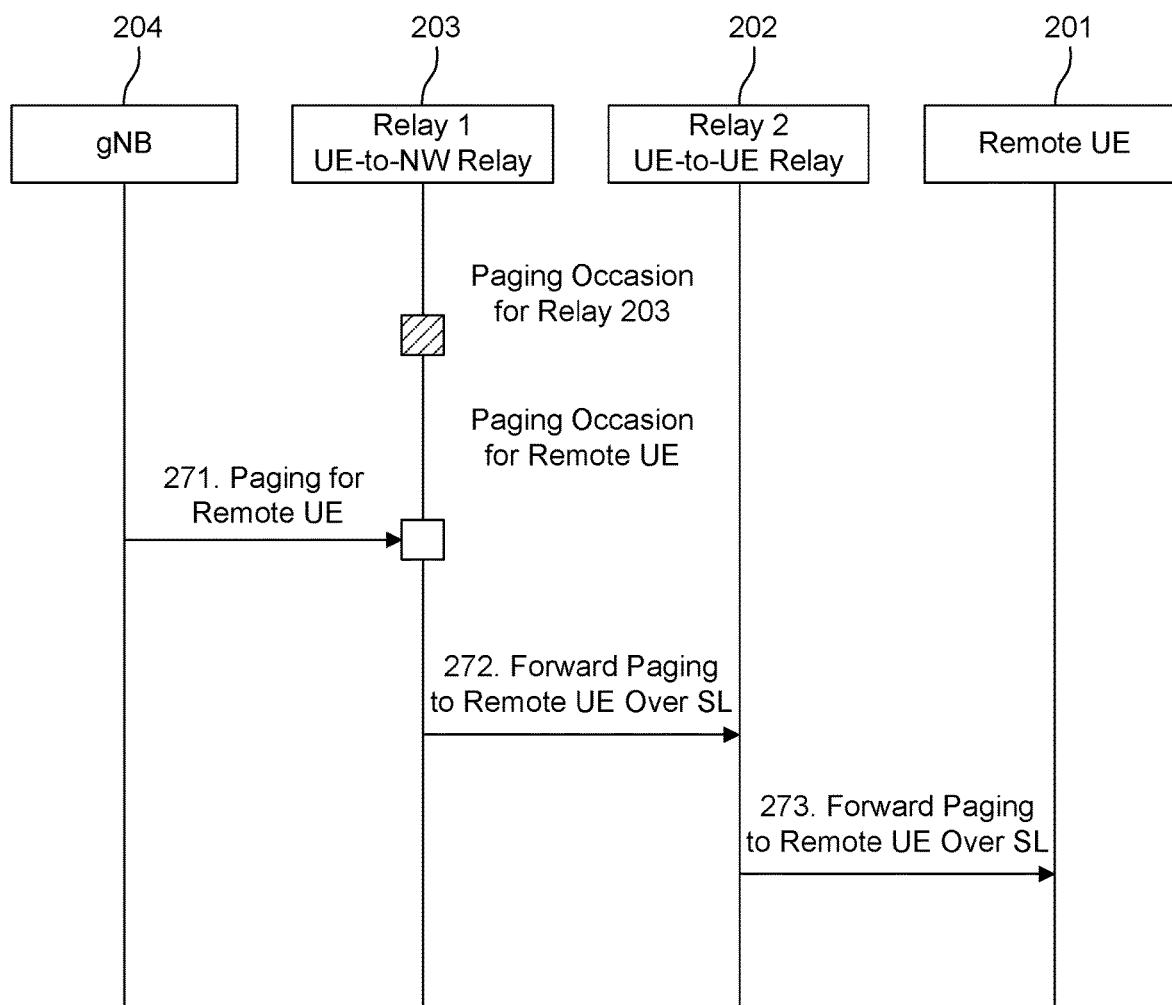 204
203
202
201
gNB
Relay 1
UE-to-NW Relay
Relay 2
UE-to-UE Relay
Remote UE
Paging Occasion
for Relay 203
Paging Occasion
for Remote UE
271. Paging for
Remote UE
272. Forward Paging
to Remote UE Over SL
273. Forward Paging
to Remote UE Over SL